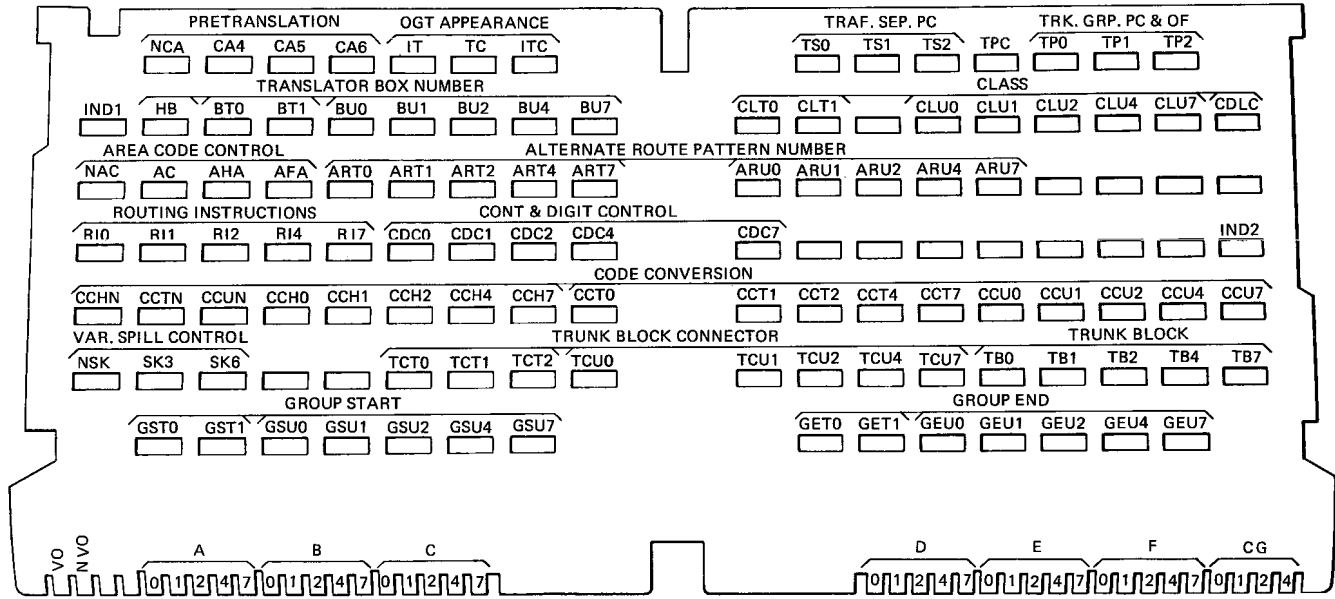 PRETRANSLATION OGT APPEARANCE TRAF. SEP. PC TRK. GRP. PC & OF
NCA CA4 CA5 CA6 IT TC ITC TS0 TS1 TS2 TPC TP0 TP1 TP2
TRANSLATOR BOX NUMBER CLASS
IND1 HB BT0 BT1 BU0 BU1 BU2 BU4 BU7 CLT0 CLT1 CLU0 CLU1 CLU2 CLU4 CLU7 CDLC
AREA CODE CONTROL ALTERNATE ROUTE PATTERN NUMBER
NAC AC AHA AFA ART0 ART1 ART2 ART4 ART7 ARU0 ARU1 ARU2 ARU4 ARU7
ROUTING INSTRUCTIONS CONT & DIGIT CONTROL
RI0 RI1 RI2 RI4 RI7 CDC0 CDC1 CDC2 CDC4 CDC7 IND2
CODE CONVERSION
CCHN CCTN CCUN CCH0 CCH1 CCH2 CCH4 CCH7 CCT0 CCT1 CCT2 CCT4 CCT7 CCU0 CCU1 CCU2 CCU4 CCU7
VAR. SPILL CONTROL TRUNK BLOCK CONNECTOR TRUNK BLOCK
NSK SK3 SK6 TCT0 TCT1 TCT2 TCU0 TCU1 TCU2 TCU4 TCU7 TB0 TB1 TB2 TB4 TB7
GROUP START GROUP END
GST0 GST1 GSU0 GSU1 GSU2 GSU4 GSU7 GET0 GET1 GEU0 GEU1 GEU2 GEU4 GEU7
VO NVO A B C D E F CG
0 1 2 4 7 0 1 2 4 7 0 1 2 4 7 0 1 2 4 7 0 1 2 4 7 0 1 2 4 7 0 1 2 4